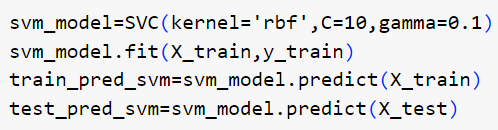 svm_model=SVC(kernel='rbf',C=10,gamma=0.1)
svm_model.fit(X_train,y_train)
train_pred_svm=svm_model.predict(X_train)
test_pred_svm=svm_model.predict(X_test)